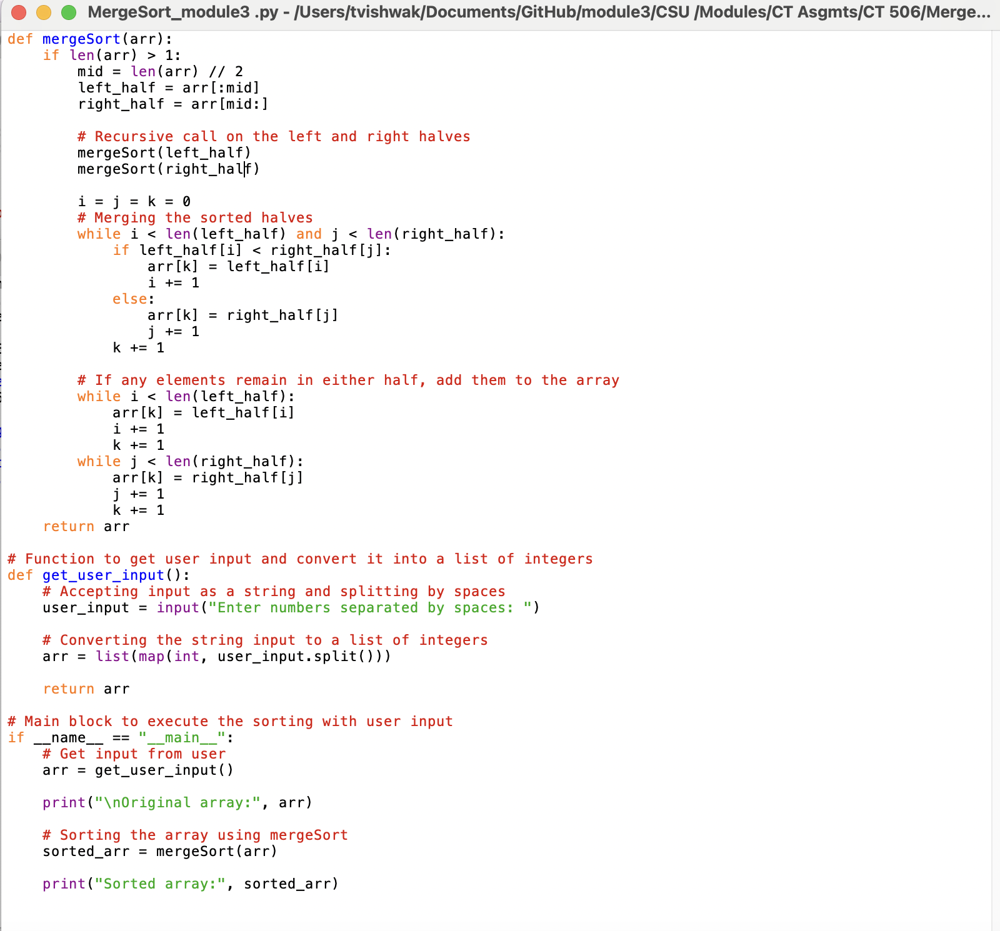 MergeSort_module3 .py - /Users/tvishwak/Documents/GitHub/module3/CSU /Modules/CT Asgmts/CT 506/Merge...
def mergeSort(arr):
    if len(arr) > 1:
        mid = len(arr) // 2
        left_half = arr[:mid]
        right_half = arr[mid:]

        # Recursive call on the left and right halves
        mergeSort(left_half)
        mergeSort(right_half)

        i = j = k = 0
        # Merging the sorted halves
        while i < len(left_half) and j < len(right_half):
            if left_half[i] < right_half[j]:
                arr[k] = left_half[i]
                i += 1
            else:
                arr[k] = right_half[j]
                j += 1
            k += 1

        # If any elements remain in either half, add them to the array
        while i < len(left_half):
            arr[k] = left_half[i]
            i += 1
            k += 1
        while j < len(right_half):
            arr[k] = right_half[j]
            j += 1
            k += 1
    return arr

# Function to get user input and convert it into a list of integers
def get_user_input():
    # Accepting input as a string and splitting by spaces
    user_input = input("Enter numbers separated by spaces: ")

    # Converting the string input to a list of integers
    arr = list(map(int, user_input.split()))

    return arr

# Main block to execute the sorting with user input
if __name__ == "__main__":
    # Get input from user
    arr = get_user_input()

    print("\nOriginal array:", arr)

    # Sorting the array using mergeSort
    sorted_arr = mergeSort(arr)

    print("Sorted array:", sorted_arr)